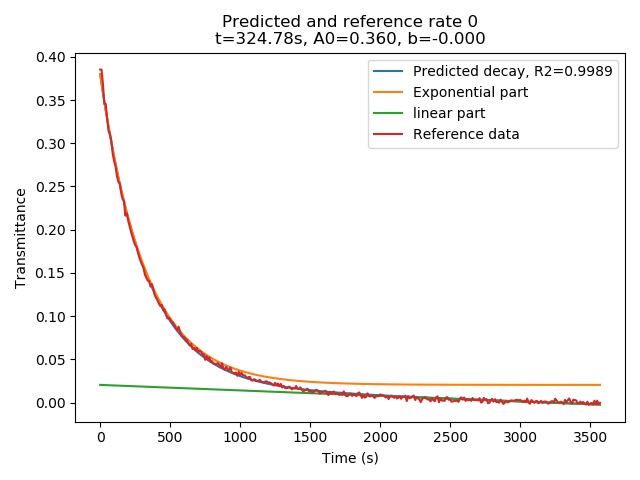 Predicted and reference rate 0
t=324.78s, A0=0.360, b=-0.000
0.40
0.35
0.30
0.25
0.20
0.15
0.10
0.05
0.00
Transmittance
Predicted decay, R2=0.9989
Exponential part
linear part
Reference data
0 500 1000 1500 2000 2500 3000 3500
Time (s)